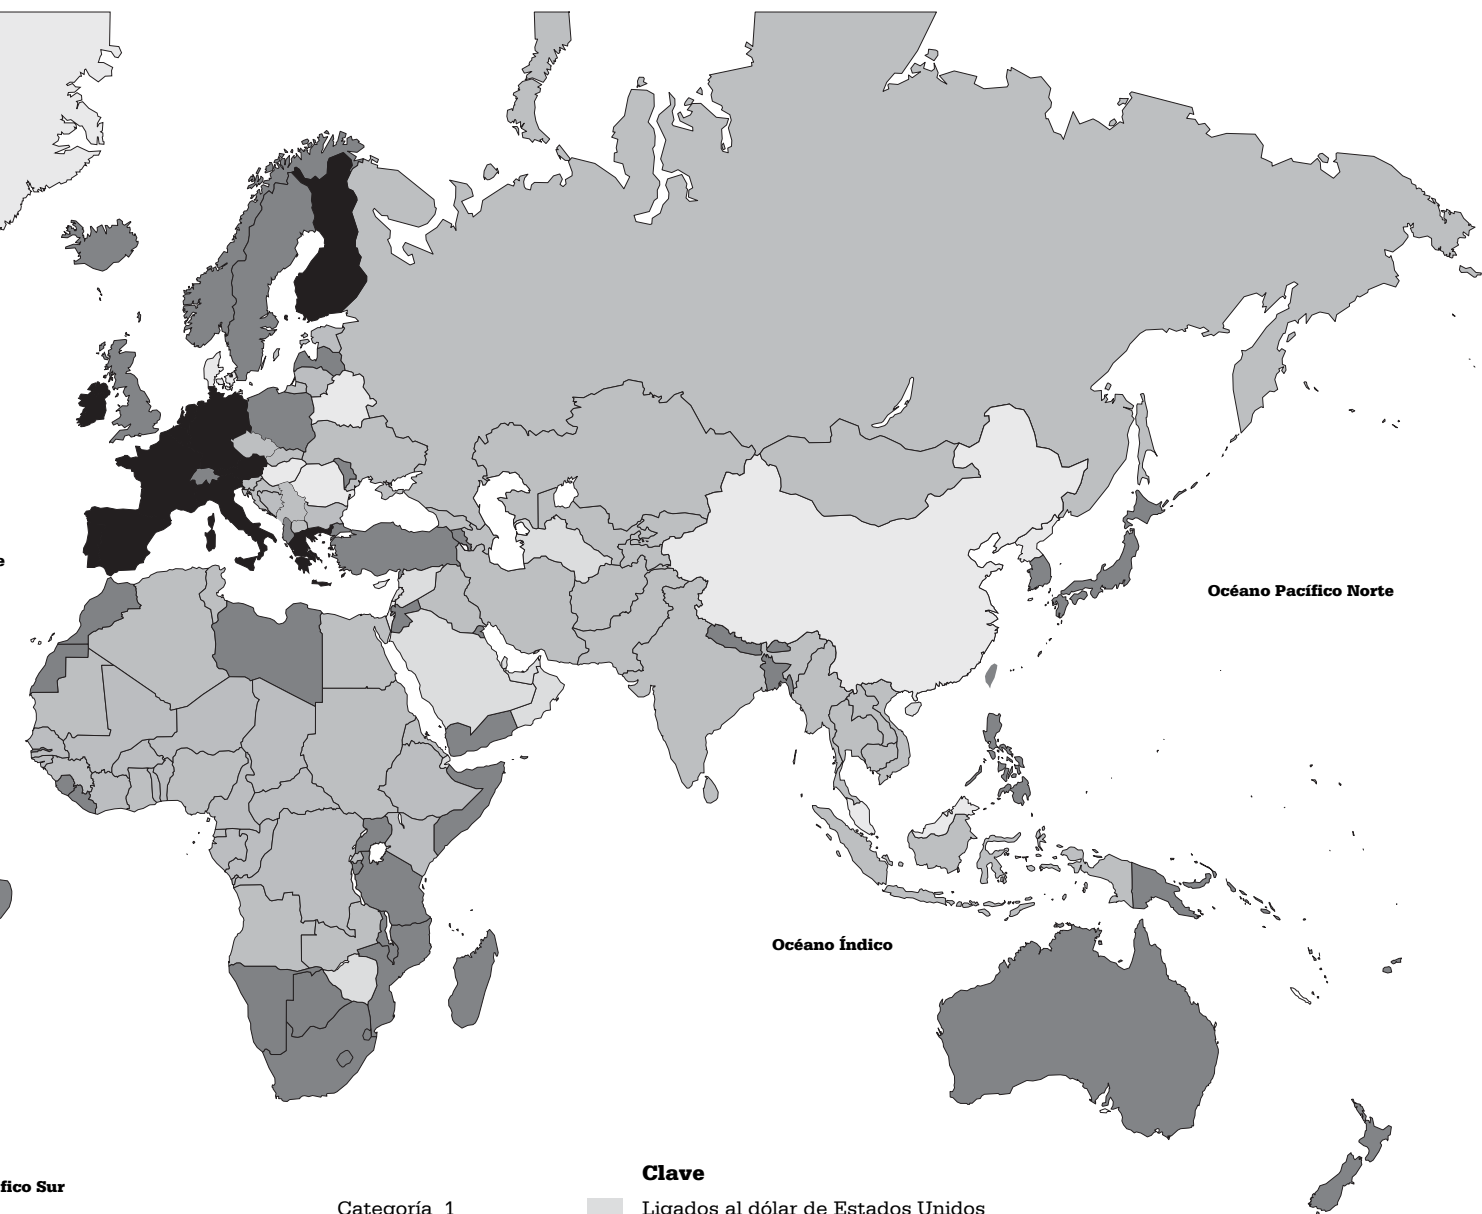 e
Océano Pacífico Norte
Océano Índico
Clave
fico Sur
Categoría 1
Ligados al dólar de Estados Unidos